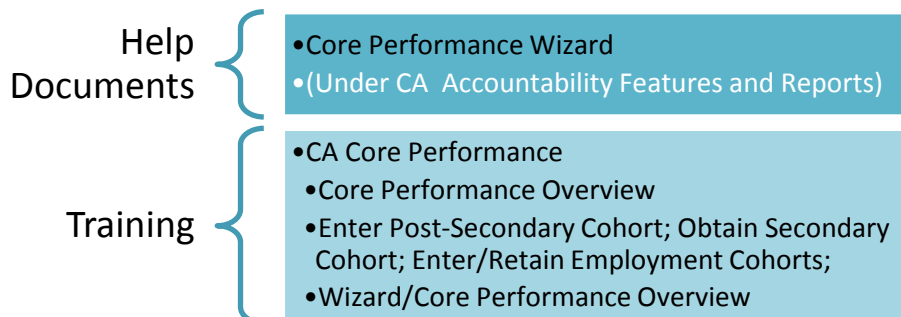 Help
Documents
•Core Performance Wizard
•(Under CA Accountability Features and Reports)
Training
•CA Core Performance
•Core Performance Overview
•Enter Post-Secondary Cohort; Obtain Secondary
Cohort; Enter/Retain Employment Cohorts;
•Wizard/Core Performance Overview